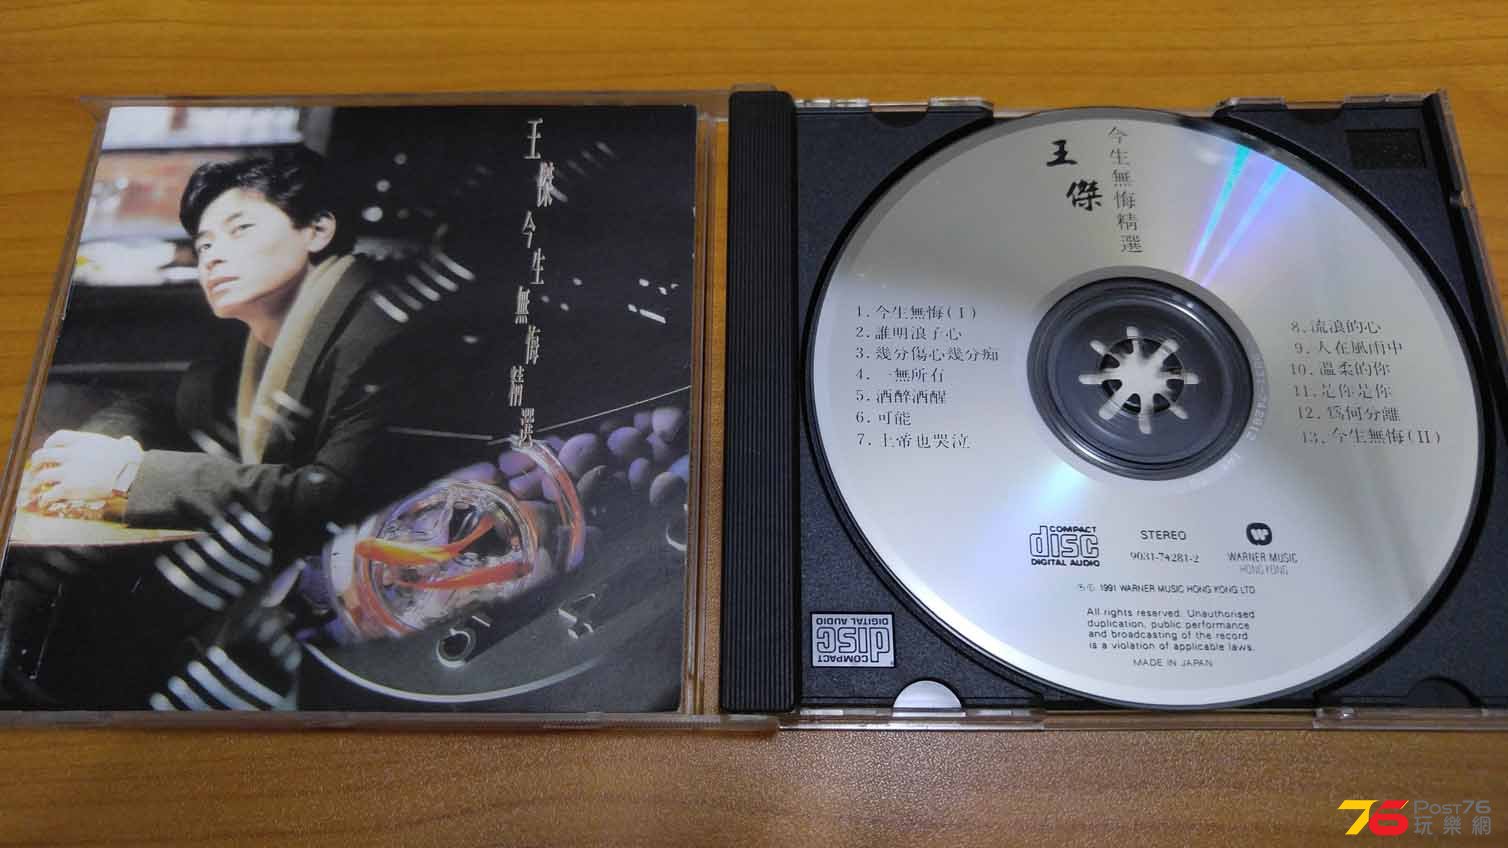 王傑 今生無悔精選
王傑
今生無悔精選
1. 今生無悔(I)
2. 誰明浪子心
3. 幾分傷心幾分痴
4. 一無所有
5. 酒醉酒醒
6. 可能
7. 上帝也哭泣
8. 流浪的心
9. 人在風雨中
10. 溫柔的你
11. 是你是你
12. 爲何分離
13. 今生無悔(II)
COMPACT
disc
DIGITAL AUDIO
STEREO
9031-74281-2
WARNER MUSIC
HONG KONG
Ⓟ © 1991 WARNER MUSIC HONG KONG LTD.
All rights reserved. Unauthorised
duplication, public performance
and broadcasting of the record
is a violation of applicable laws.
MADE IN JAPAN
COMPACT
disc
DIGITAL AUDIO
76 POST76
玩樂網